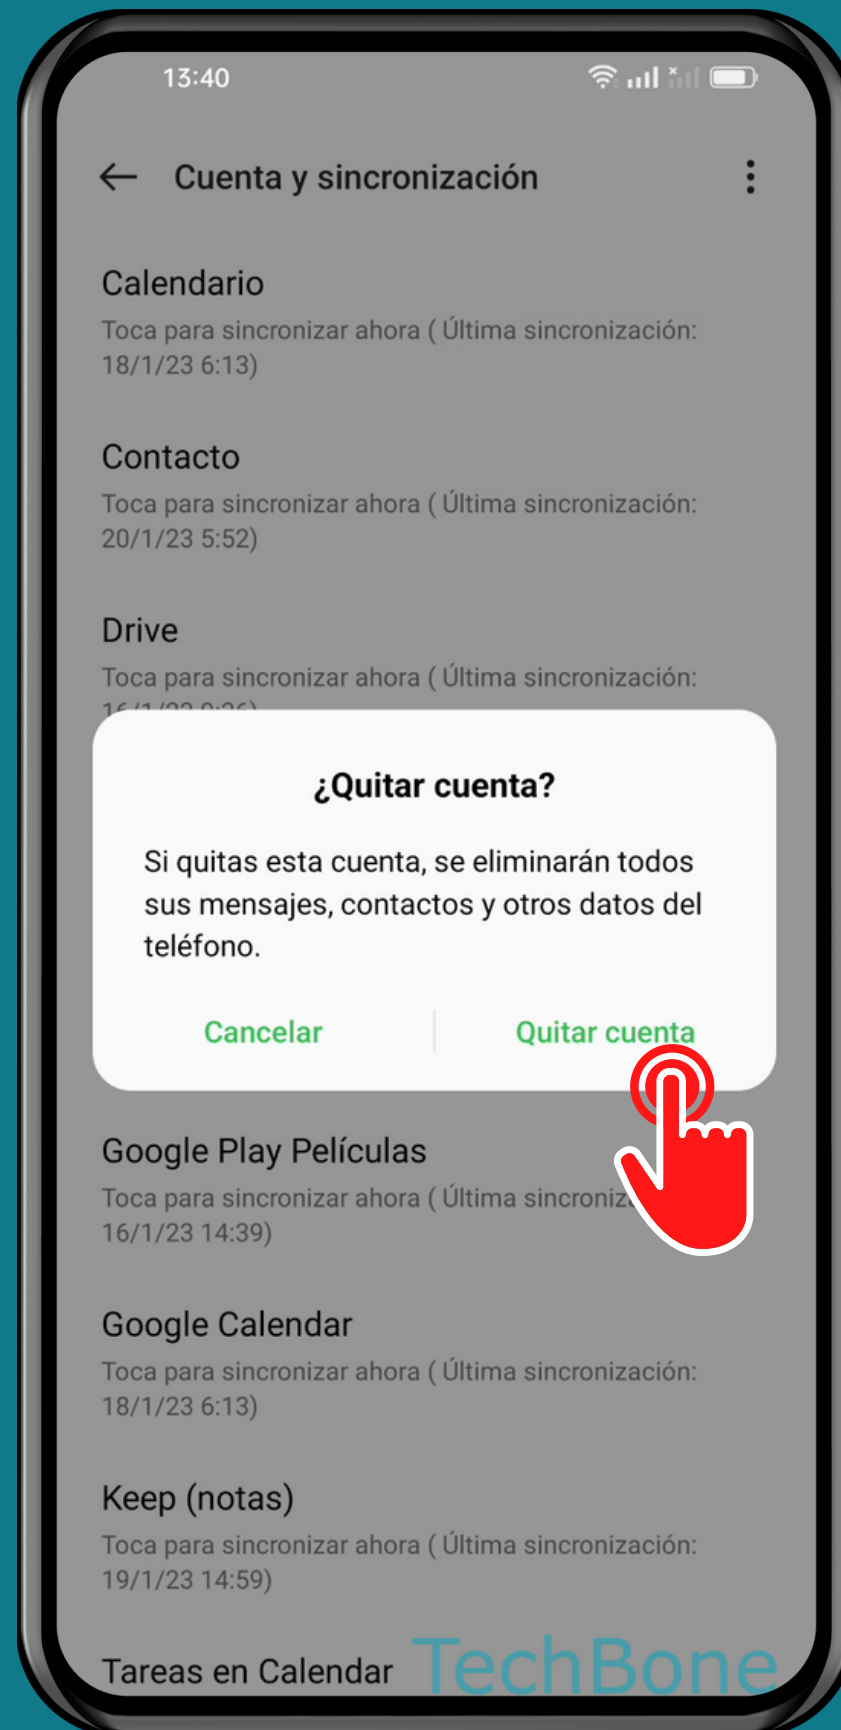 13:40
Cuenta y sincronización
Calendario
Toca para sincronizar ahora ( Última sincronización:
18/1/23 6:13)
Contacto
Toca para sincronizar ahora ( Última sincronización:
20/1/23 5:52)
Drive
Toca para sincronizar ahora ( Última sincronización:
¿Quitar cuenta?
Si quitas esta cuenta, se eliminarán todos
sus mensajes, contactos y otros datos del
teléfono.
Cancelar
Quitar cuenta
Google Play Películas
Toca para sincronizar ahora ( Última
16/1/23 14:39)
Google Calendar
Toca para sincronizar ahora ( Última sincronización:
18/1/23 6:13)
Keep (notas)
Toca para sincronizar ahora ( Última sincronización:
19/1/23 14:59)
Tareas en Calendar
TechBone